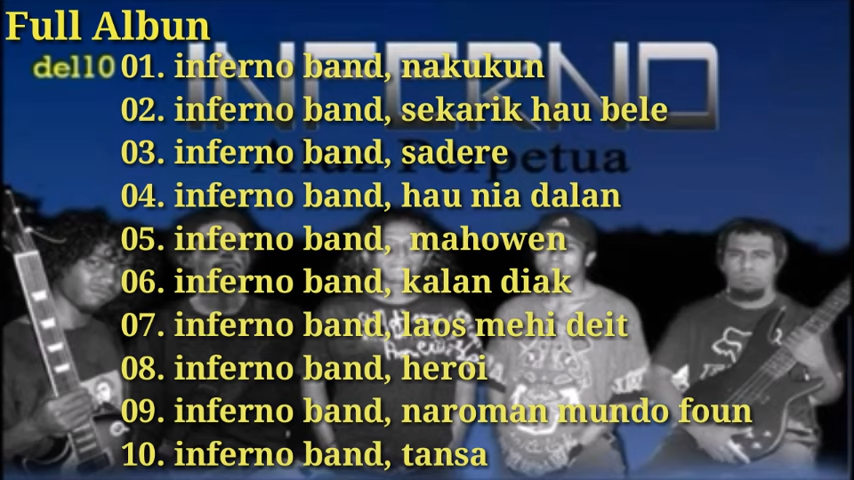 Full Albun
INFERNO
del10 01. inferno band, nakukun
02. inferno band, sekarik hau bele
03. inferno band, sadere
Perpetua
04. inferno band, hau nia dalan
05. inferno band, mahowen
06. inferno band, kalan diak
07. inferno band, laos mehi deit
08. inferno band, heroi
09. inferno band, naroman mundo foun
10. inferno band, tansa